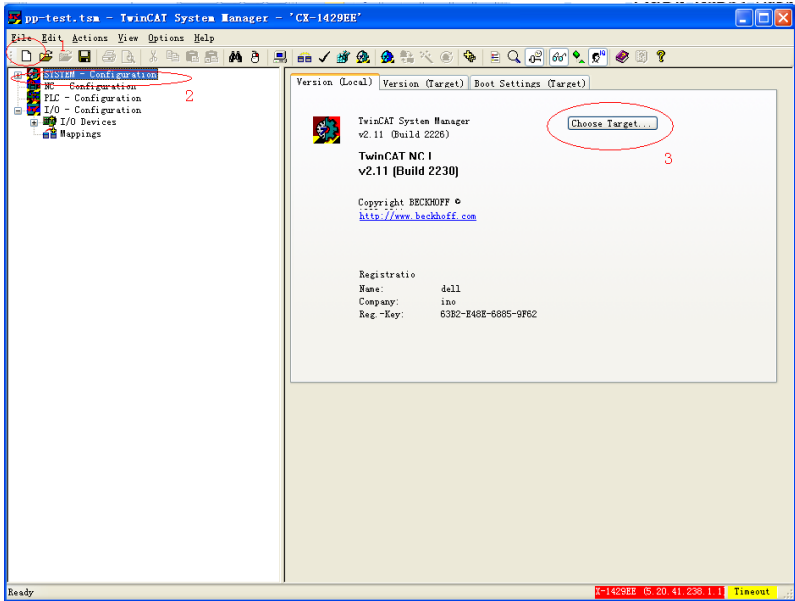 pp-test.tsm - TwinCAT System Manager - 'CX-1429EE'
File Edit Actions View Options Help
1
SYSTEM - Configuration
NC - Configuration
PLC - Configuration
I/O - Configuration
I/O Devices
Mappings
2
Version (Local) Version (Target) Boot Settings (Target)
TwinCAT System Manager
v2.11 (Build 2226)
Choose Target...
3
TwinCAT NC I
v2.11 (Build 2230)
Copyright BECKHOFF ©
http://www.beckhoff.com
Registratio
Name: dell
Company: ino
Reg.-Key: 63B2-E48E-6885-9F62
Ready
X-1429EE (5.20.41.238.1.1) Timeout